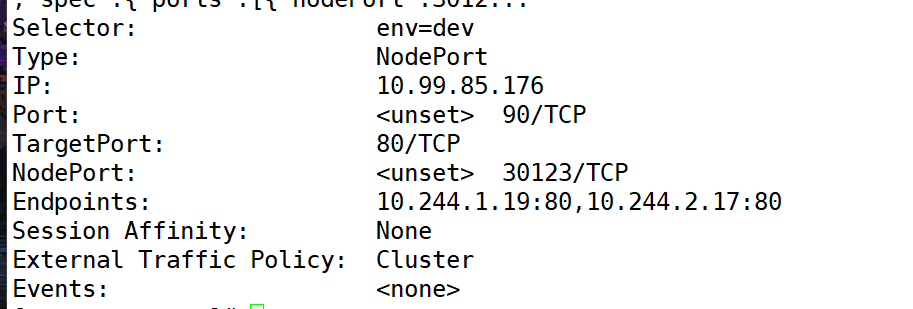 Selector: env=dev
Type: NodePort
IP: 10.99.85.176
Port: <unset> 90/TCP
TargetPort: 80/TCP
NodePort: <unset> 30123/TCP
Endpoints: 10.244.1.19:80,10.244.2.17:80
Session Affinity: None
External Traffic Policy: Cluster
Events: <none>